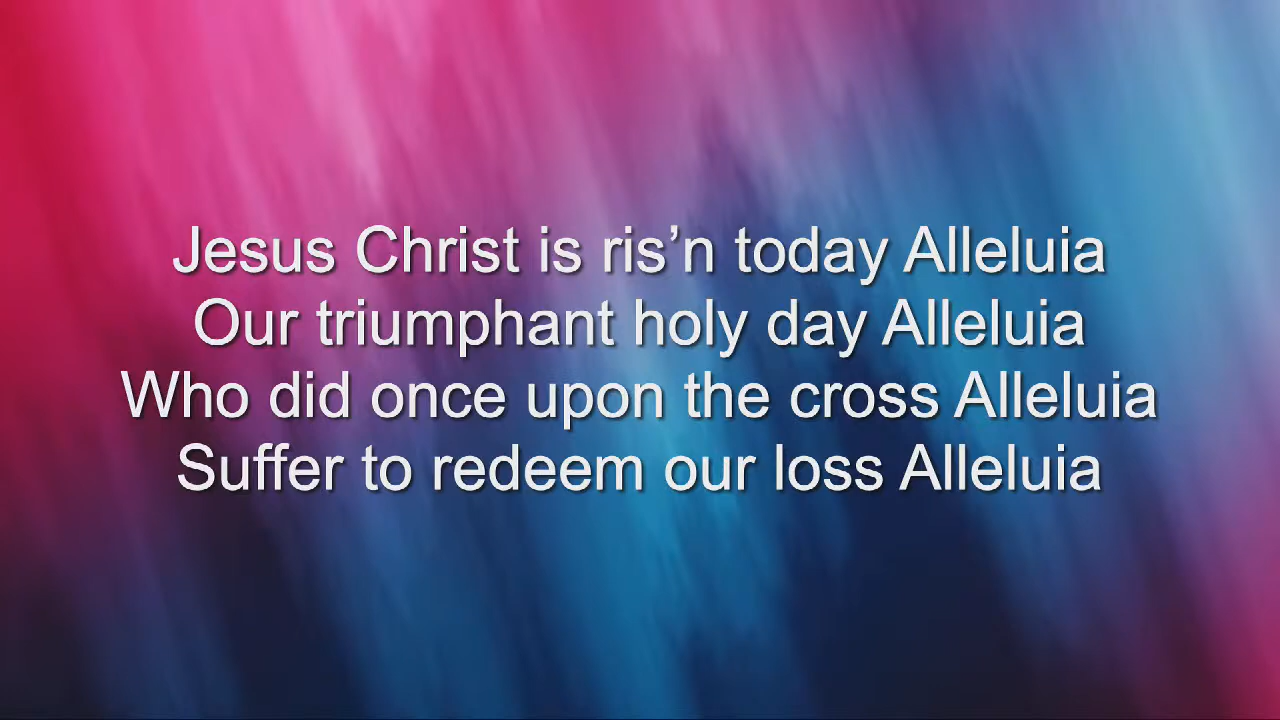 Jesus Christ is ris’n today Alleluia
Our triumphant holy day Alleluia
Who did once upon the cross Alleluia
Suffer to redeem our loss Alleluia